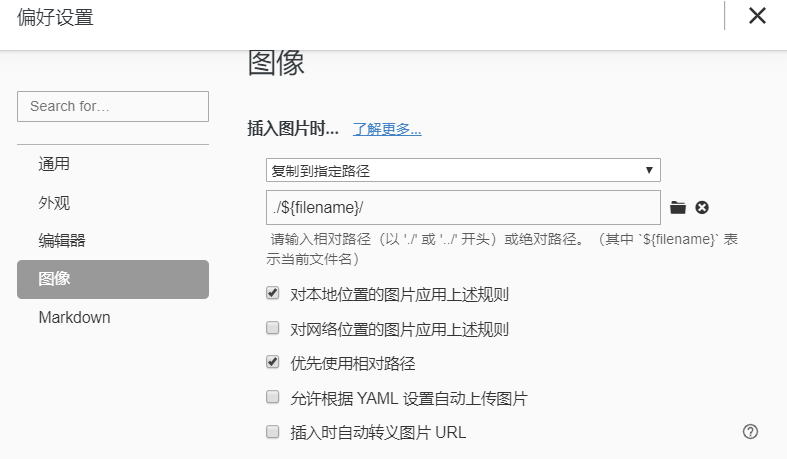 偏好设置
图像
Search for...
插入图片时... 了解更多...
通用
复制到指定路径
外观
./${filename}/
编辑器
请输入相对路径（以 './' 或 '../' 开头）或绝对路径。（其中 `${filename}` 表
示当前文件名）
图像
对本地位置的图片应用上述规则
Markdown
对网络位置的图片应用上述规则
优先使用相对路径
允许根据 YAML 设置自动上传图片
插入时自动转义图片 URL